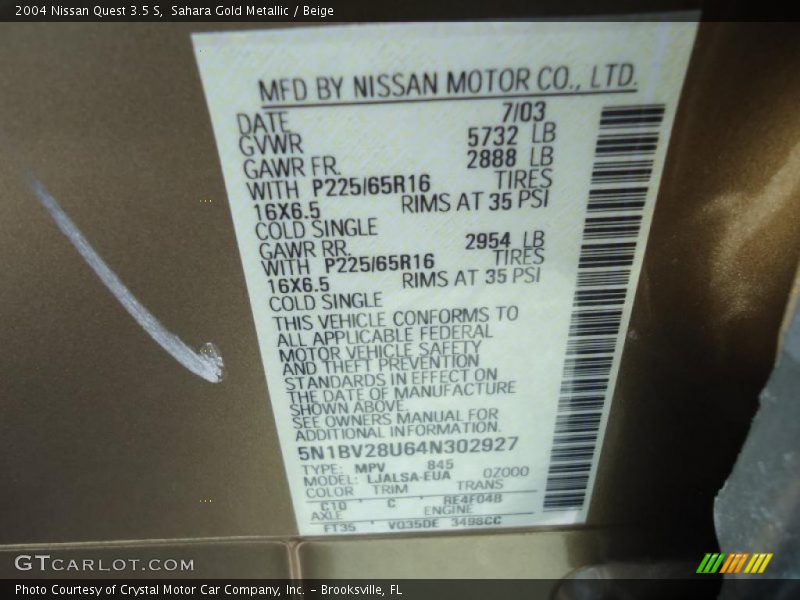 2004 Nissan Quest 3.5 S, Sahara Gold Metallic / Beige
MFD BY NISSAN MOTOR CO., LTD.
DATE 7/03
GVWR 5732 LB
GAWR FR. 2888 LB
WITH P225/65R16 TIRES
16X6.5 RIMS AT 35 PSI
COLD SINGLE
GAWR RR. 2954 LB
WITH P225/65R16 TIRES
16X6.5 RIMS AT 35 PSI
COLD SINGLE
THIS VEHICLE CONFORMS TO
ALL APPLICABLE FEDERAL
MOTOR VEHICLE SAFETY
AND THEFT PREVENTION
STANDARDS IN EFFECT ON
THE DATE OF MANUFACTURE
SHOWN ABOVE.
SEE OWNERS MANUAL FOR
ADDITIONAL INFORMATION.
5N1BV28U64N302927
TYPE: MPV 845
MODEL: LJALSA-EUA 0Z000
COLOR TRIM TRANS
C10 C RE4F04B
AXLE ENGINE
FT35 VQ35DE 3498CC
GTCARLOT.COM
Photo Courtesy of Crystal Motor Car Company, Inc. – Brooksville, FL